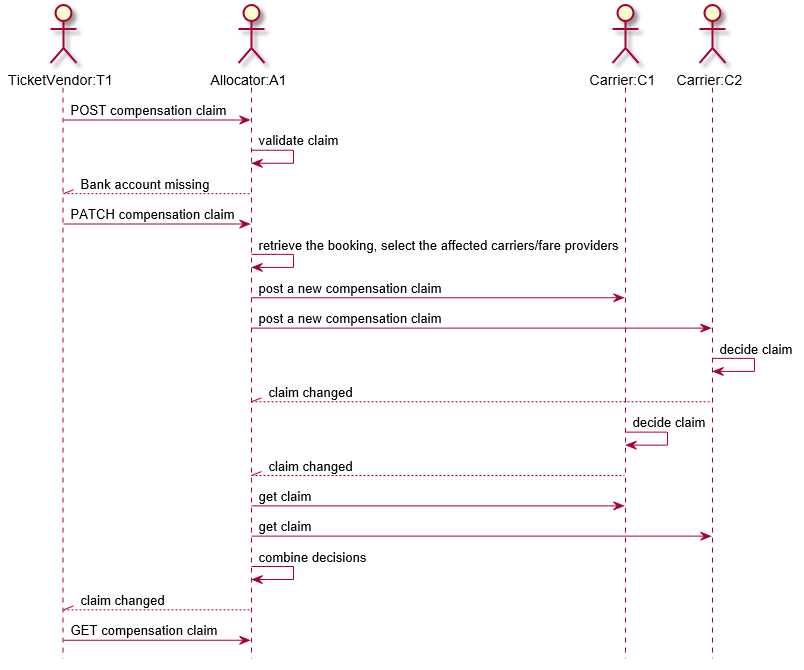 TicketVendor:T1
Allocator:A1
Carrier:C1
Carrier:C2
POST compensation claim
validate claim
Bank account missing
PATCH compensation claim
retrieve the booking, select the affected carriers/fare providers
post a new compensation claim
post a new compensation claim
decide claim
claim changed
decide claim
claim changed
get claim
get claim
combine decisions
claim changed
GET compensation claim